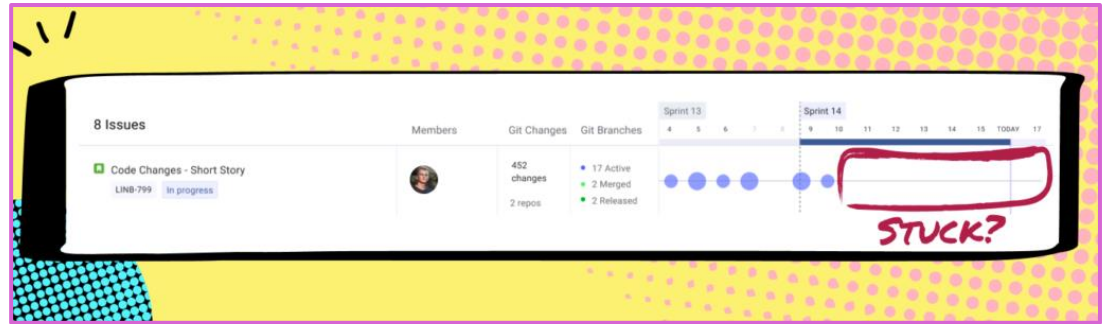 Sprint 13 Sprint 14
8 Issues Members Git Changes Git Branches 4 5 6 7 8 9 10 11 12 13 14 15 TODAY 17
Code Changes - Short Story
LINB-799 In progress
452
changes
2 repos
17 Active
2 Merged
2 Released
STUCK?